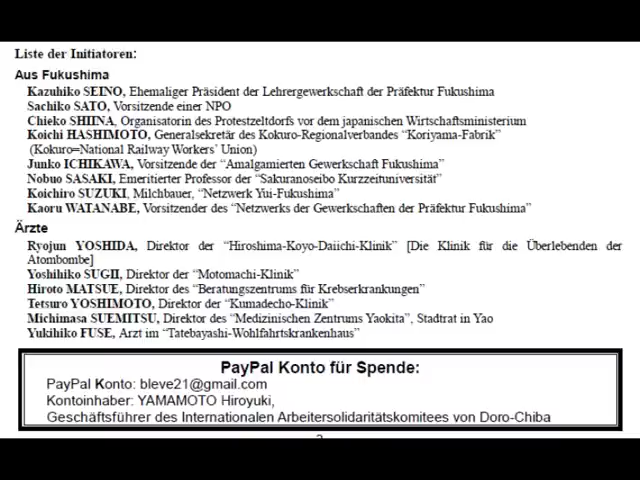 Liste der Initiatoren:
Aus Fukushima
Kazuhiko SEINO, Ehemaliger Präsident der Lehrergewerkschaft der Präfektur Fukushima
Sachiko SATO, Vorsitzende einer NPO
Chieko SHIINA, Organisatorin des Protestzeltdorfs vor dem japanischen Wirtschaftsministerium
Koichi HASHIMOTO, Generalsekretär des Kokuro-Regionalverbandes “Koriyama-Fabrik”
(Kokuro=National Railway Workers’ Union)
Junko ICHIKAWA, Vorsitzende der “Amalgamierten Gewerkschaft Fukushima”
Nobuo SASAKI, Emeritierter Professor der “Sakuranoseibo Kurzzeituniversität”
Koichiro SUZUKI, Milchbauer, “Netzwerk Yui-Fukushima”
Kaoru WATANABE, Vorsitzender des “Netzwerks der Gewerkschaften der Präfektur Fukushima”
Ärzte
Ryojun YOSHIDA, Direktor der “Hiroshima-Koyo-Daiichi-Klinik” [Die Klinik für die Überlebenden der
Atombombe]
Yoshihiko SUGII, Direktor der “Motomachi-Klinik”
Hiroto MATSUE, Direktor des “Beratungszentrums für Krebserkrankungen”
Tetsuro YOSHIMOTO, Direktor der “Kumadecho-Klinik”
Michimasa SUEMITSU, Direktor des “Medizinischen Zentrums Yaokita”, Stadtrat in Yao
Yukihiko FUSE, Arzt im “Tatebayashi-Wohlfahrtskrankenhaus”
PayPal Konto für Spende:
PayPal Konto: bleve21@gmail.com
Kontoinhaber: YAMAMOTO Hiroyuki,
Geschäftsführer des Internationalen Arbeitersolidaritätskomitees von Doro-Chiba